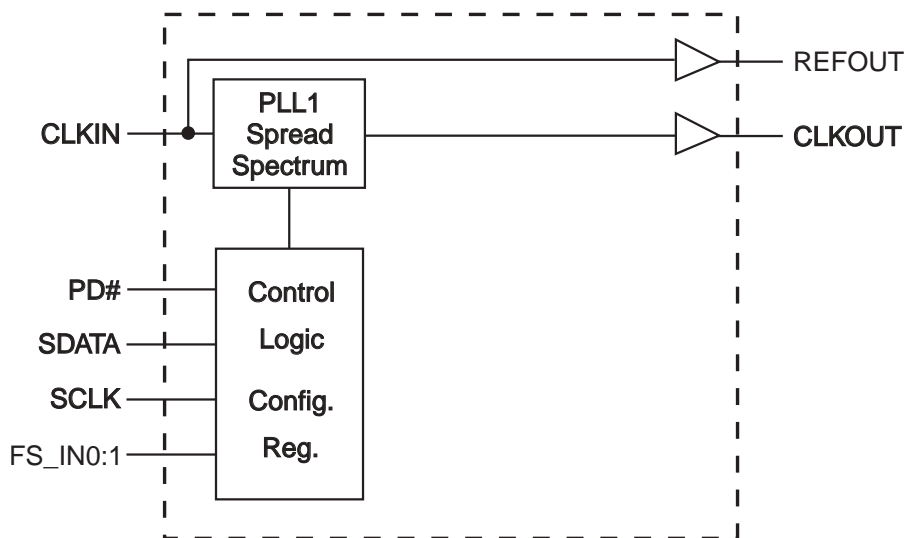 REFOUT
PLL1
Spread
Spectrum
CLKIN
CLKOUT
PD#
SDATA
SCLK
FS_IN0:1
Control
Logic
Config.
Reg.